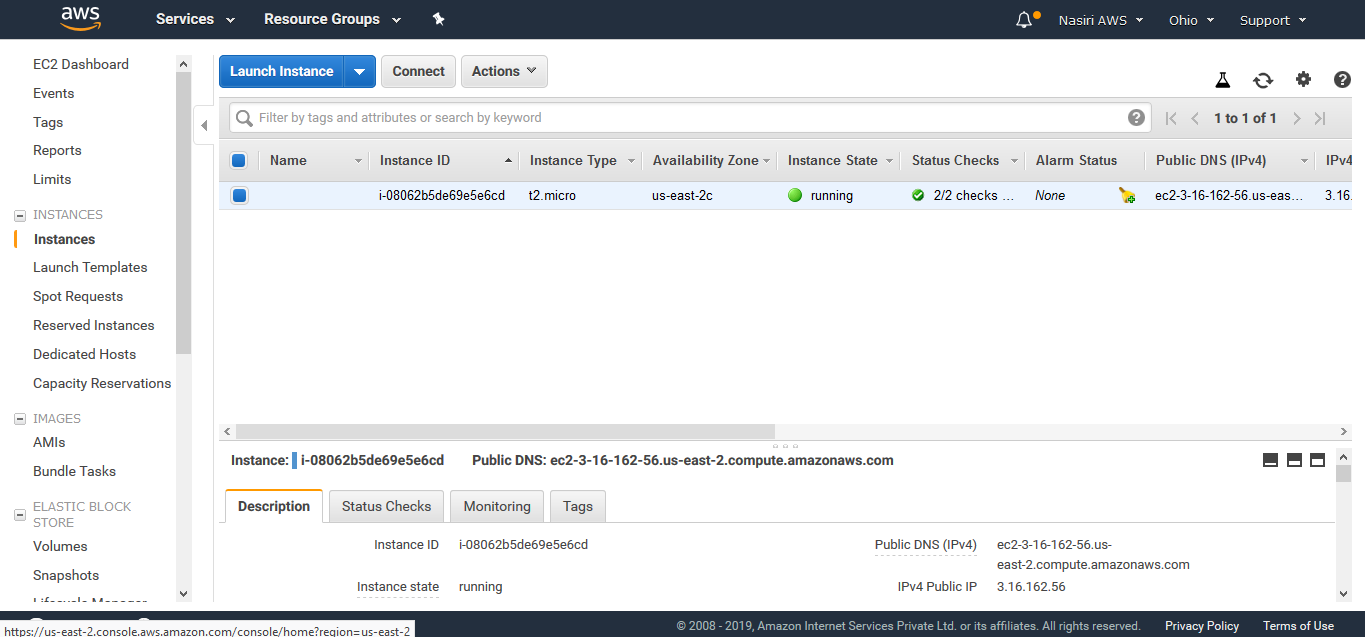 aws
Services
Resource Groups
Nasiri AWS
Ohio
Support
EC2 Dashboard
Events
Tags
Reports
Limits
INSTANCES
Instances
Launch Templates
Spot Requests
Reserved Instances
Dedicated Hosts
Capacity Reservations
IMAGES
AMIs
Bundle Tasks
ELASTIC BLOCK
STORE
Volumes
Snapshots
Launch Instance
Connect
Actions
Filter by tags and attributes or search by keyword
1 to 1 of 1
Name Instance ID Instance Type Availability Zone Instance State Status Checks Alarm Status Public DNS (IPv4) IPv4
i-08062b5de69e5e6cd t2.micro us-east-2c running 2/2 checks ... None ec2-3-16-162-56.us-eas... 3.16.
Instance: i-08062b5de69e5e6cd Public DNS: ec2-3-16-162-56.us-east-2.compute.amazonaws.com
Description
Status Checks
Monitoring
Tags
Instance ID i-08062b5de69e5e6cd
Public DNS (IPv4) ec2-3-16-162-56.us-
east-2.compute.amazonaws.com
Instance state running
IPv4 Public IP 3.16.162.56
https://us-east-2.console.aws.amazon.com/console/home?region=us-east-2
© 2008 - 2019, Amazon Internet Services Private Ltd. or its affiliates. All rights reserved.
Privacy Policy
Terms of Use